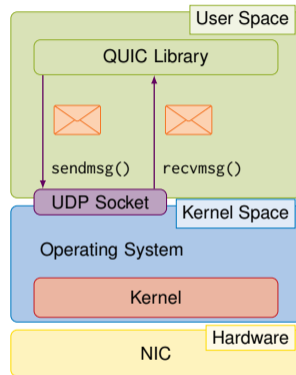 User Space
QUIC Library
sendmsg()
recvmsg()
UDP Socket
Kernel Space
Operating System
Kernel
Hardware
NIC